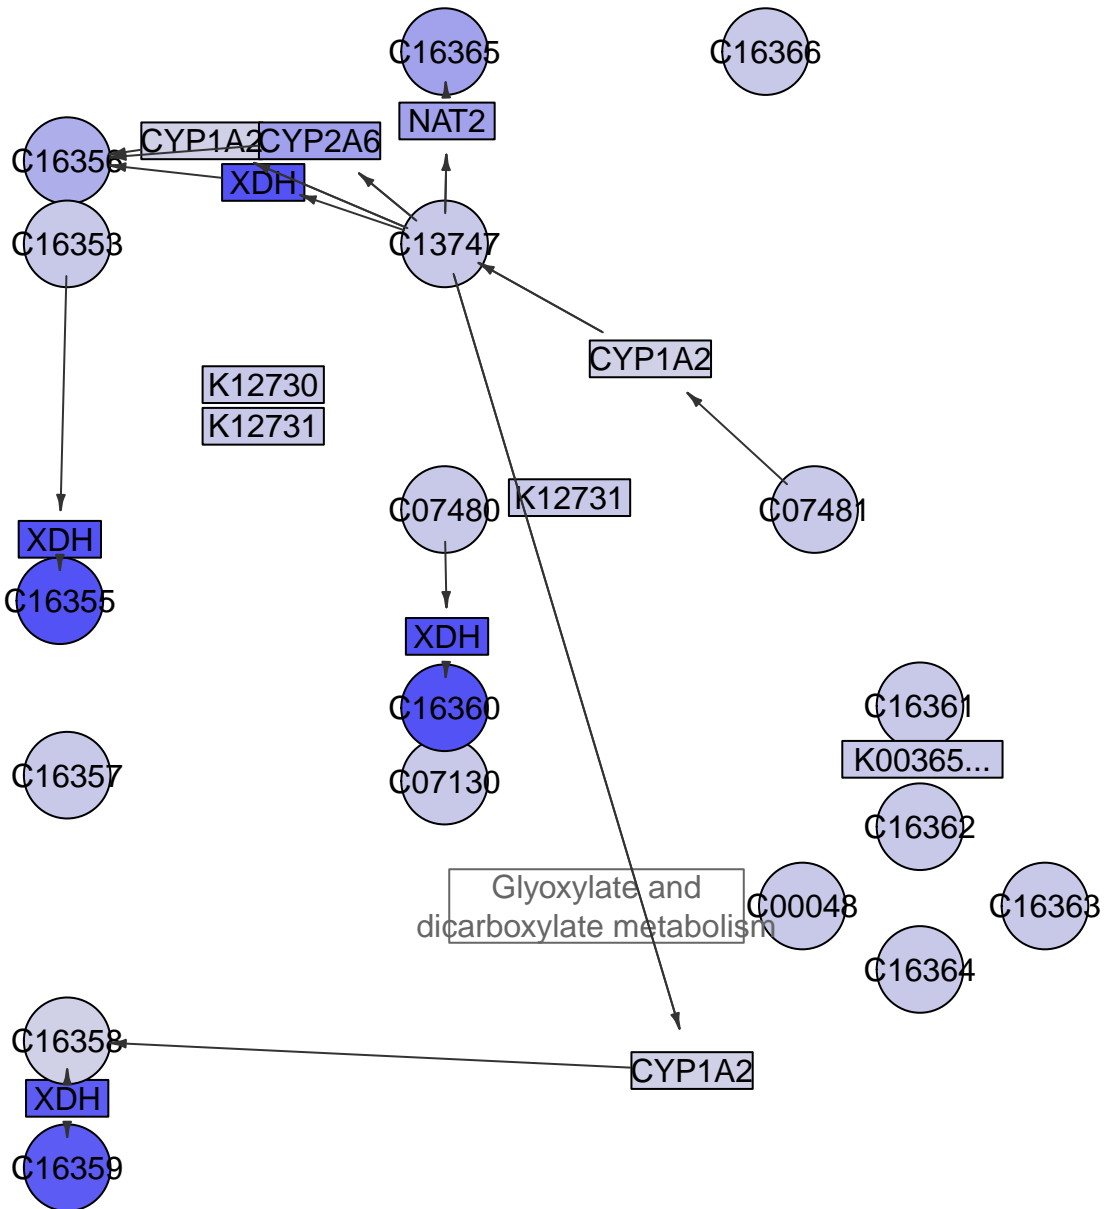 C16365
C16366
NAT2
CYP1A2
CYP2A6
C16356
XDH
C16353
C13747
CYP1A2
K12730
K12731
C07480
K12731
C07481
XDH
C16355
XDH
C16360
C16361
K00365...
C16357
C07130
C16362
Glyoxylate and
dicarboxylate metabolism
C00048
C16363
C16364
C16358
CYP1A2
XDH
C16359